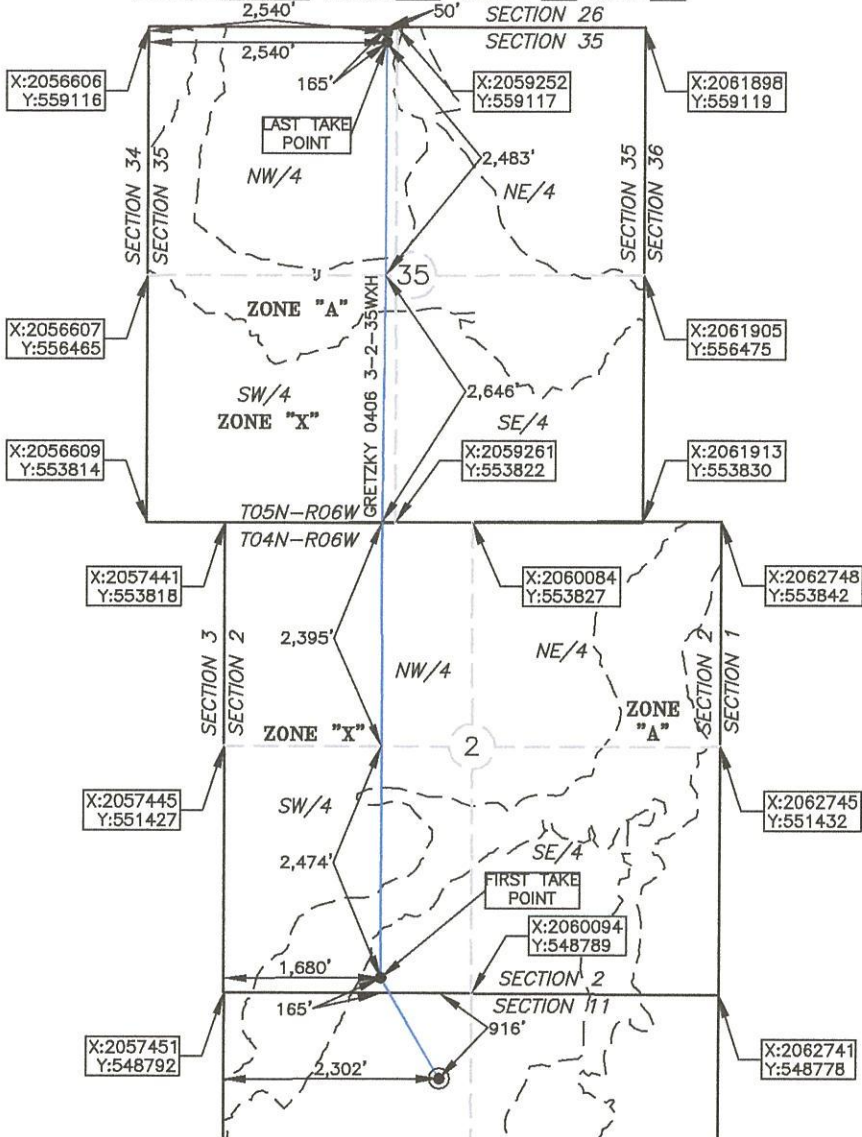 2,540'
50'
SECTION 26
2,540'
SECTION 35
X:2056606
Y:559116
165'
X:2059252
Y:559117
X:2061898
Y:559119
LAST TAKE
POINT
2,483'
NW/4
NE/4
SECTION 34
SECTION 35
SECTION 35
SECTION 36
35
ZONE "A"
X:2056607
Y:556465
X:2061905
Y:556475
GRETZKY 0406 3-2-35WXH
SW/4
ZONE "X"
2,646'
SE/4
X:2056609
Y:553814
X:2059261
Y:553822
X:2061913
Y:553830
T05N-R06W
T04N-R06W
X:2057441
Y:553818
X:2060084
Y:553827
X:2062748
Y:553842
2,395'
SECTION 3
SECTION 2
NW/4
NE/4
SECTION 2
SECTION 1
ZONE "X"
ZONE
"A"
2
X:2057445
Y:551427
X:2062745
Y:551432
SW/4
2,474'
SE/4
FIRST TAKE
POINT
X:2060094
Y:548789
1,680'
SECTION 2
165'
SECTION 11
916'
X:2057451
Y:548792
X:2062741
Y:548778
2,302'